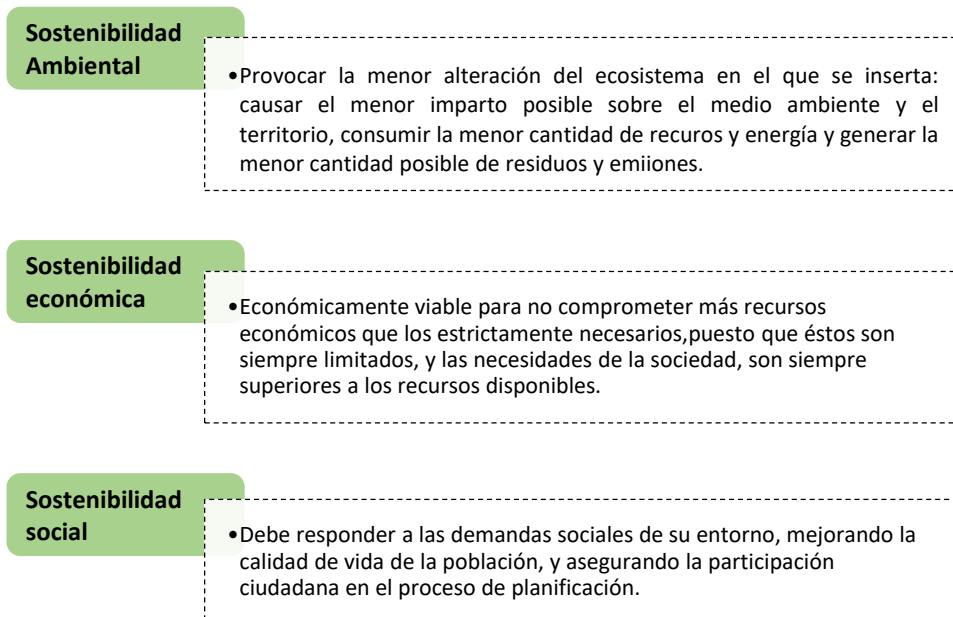 Sostenibilidad
Ambiental
•Provocar la menor alteración del ecosistema en el que se inserta:
causar el menor imparto posible sobre el medio ambiente y el
territorio, consumir la menor cantidad de recuros y energía y generar la
menor cantidad posible de residuos y emiiones.
Sostenibilidad
económica
•Económicamente viable para no comprometer más recursos
económicos que los estrictamente necesarios,puesto que éstos son
siempre limitados, y las necesidades de la sociedad, son siempre
superiores a los recursos disponibles.
Sostenibilidad
social
•Debe responder a las demandas sociales de su entorno, mejorando la
calidad de vida de la población, y asegurando la participación
ciudadana en el proceso de planificación.